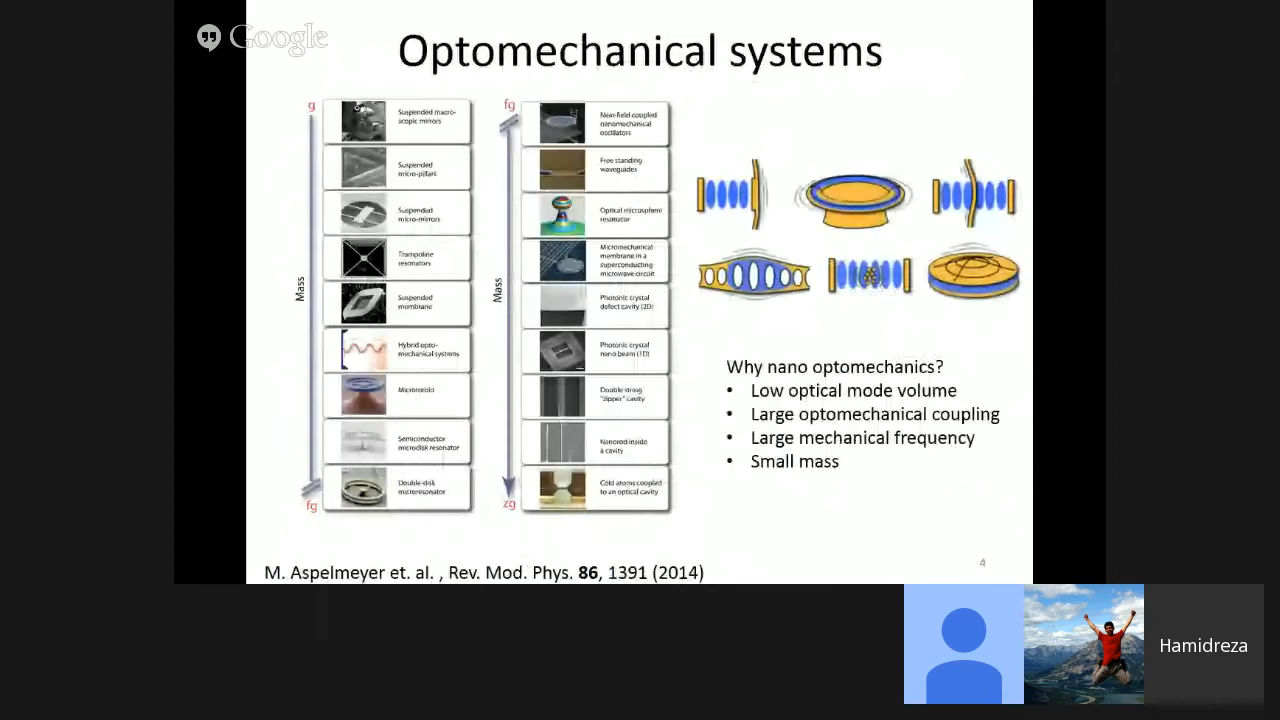 Google
Optomechanical systems
g
Suspended macro-
scopic mirrors
Suspended
micro-pillars
Suspended
micro-mirrors
Trampoline
resonators
Suspended
membrane
Hybrid opto-
mechanical systems
Microtoroid
Semiconductor
microdisk resonator
Double-disk
microresonator
Mass
fg
fg
Near-field coupled
nanomechanical
oscillators
Free standing
waveguides
Optical microsphere
resonator
Micromechanical
membrane in a
superconducting
microwave circuit
Photonic crystal
defect cavity (2D)
Photonic crystal
nano beam (1D)
Double string
"zipper" cavity
Nanorod inside
a cavity
Cold atoms coupled
to an optical cavity
Mass
zg
Why nano optomechanics?
• Low optical mode volume
• Large optomechanical coupling
• Large mechanical frequency
• Small mass
4
M. Aspelmeyer et. al. , Rev. Mod. Phys. 86, 1391 (2014)
Hamidreza